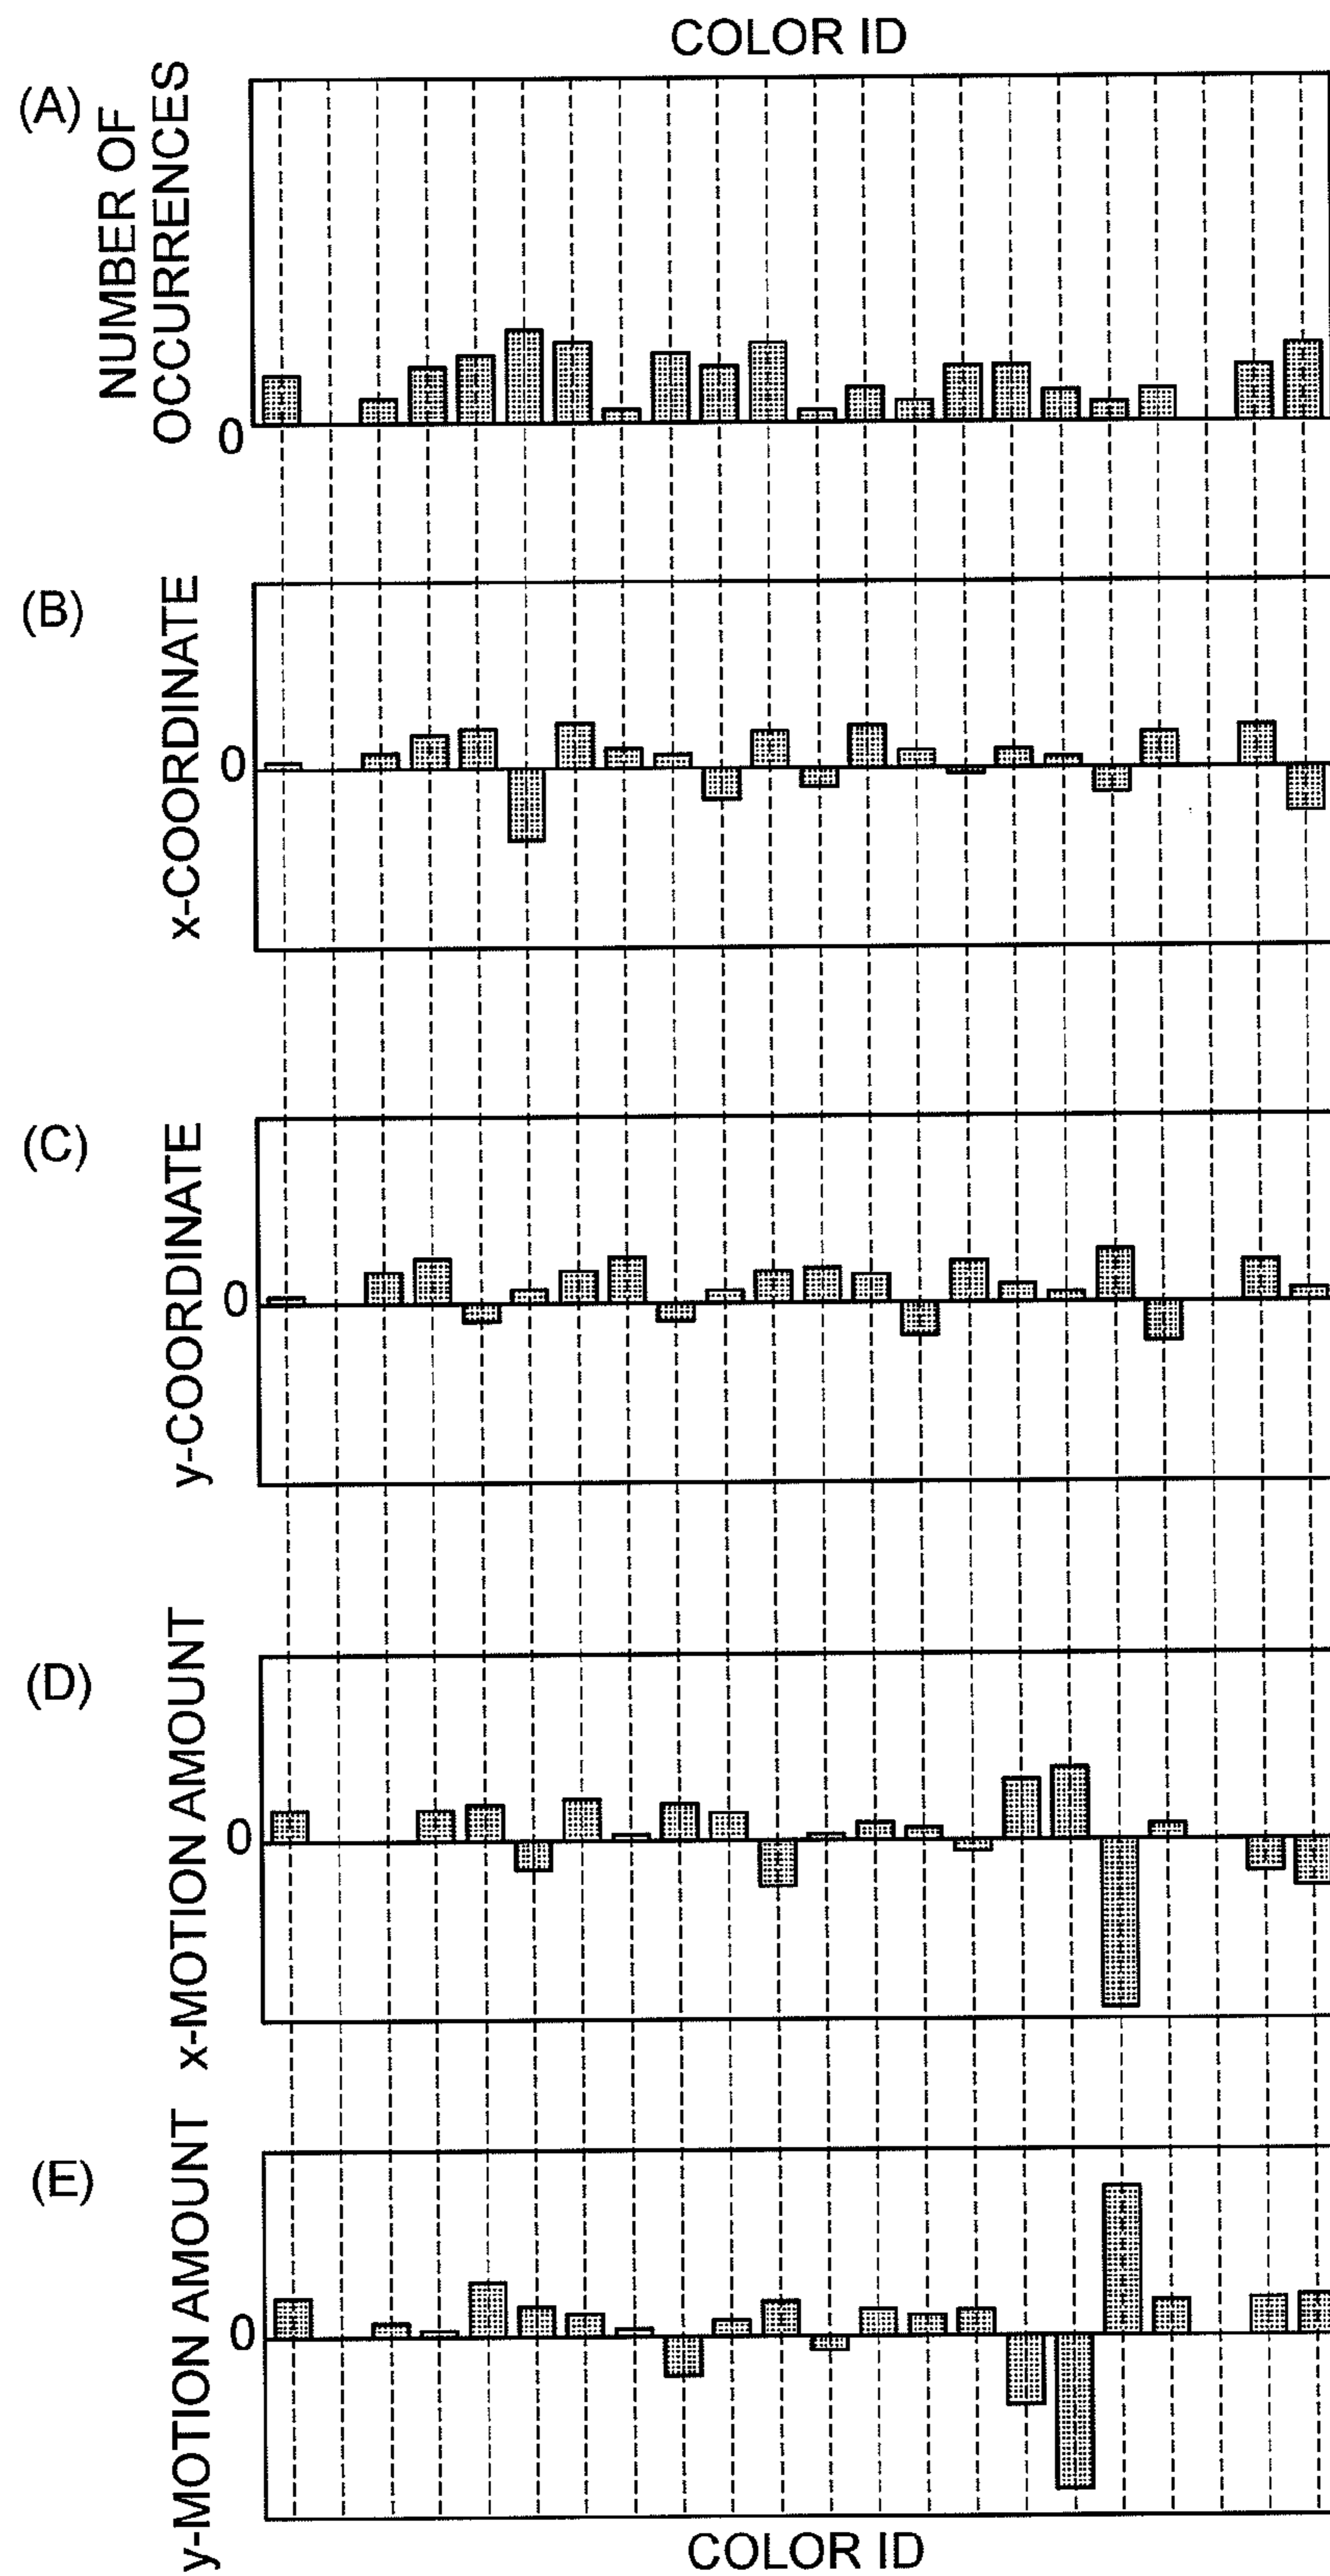 COLOR ID
(A)
NUMBER OF
OCCURRENCES
0
(B)
x-COORDINATE
0
(C)
y-COORDINATE
0
(D)
x-MOTION AMOUNT
0
(E)
y-MOTION AMOUNT
0
COLOR ID